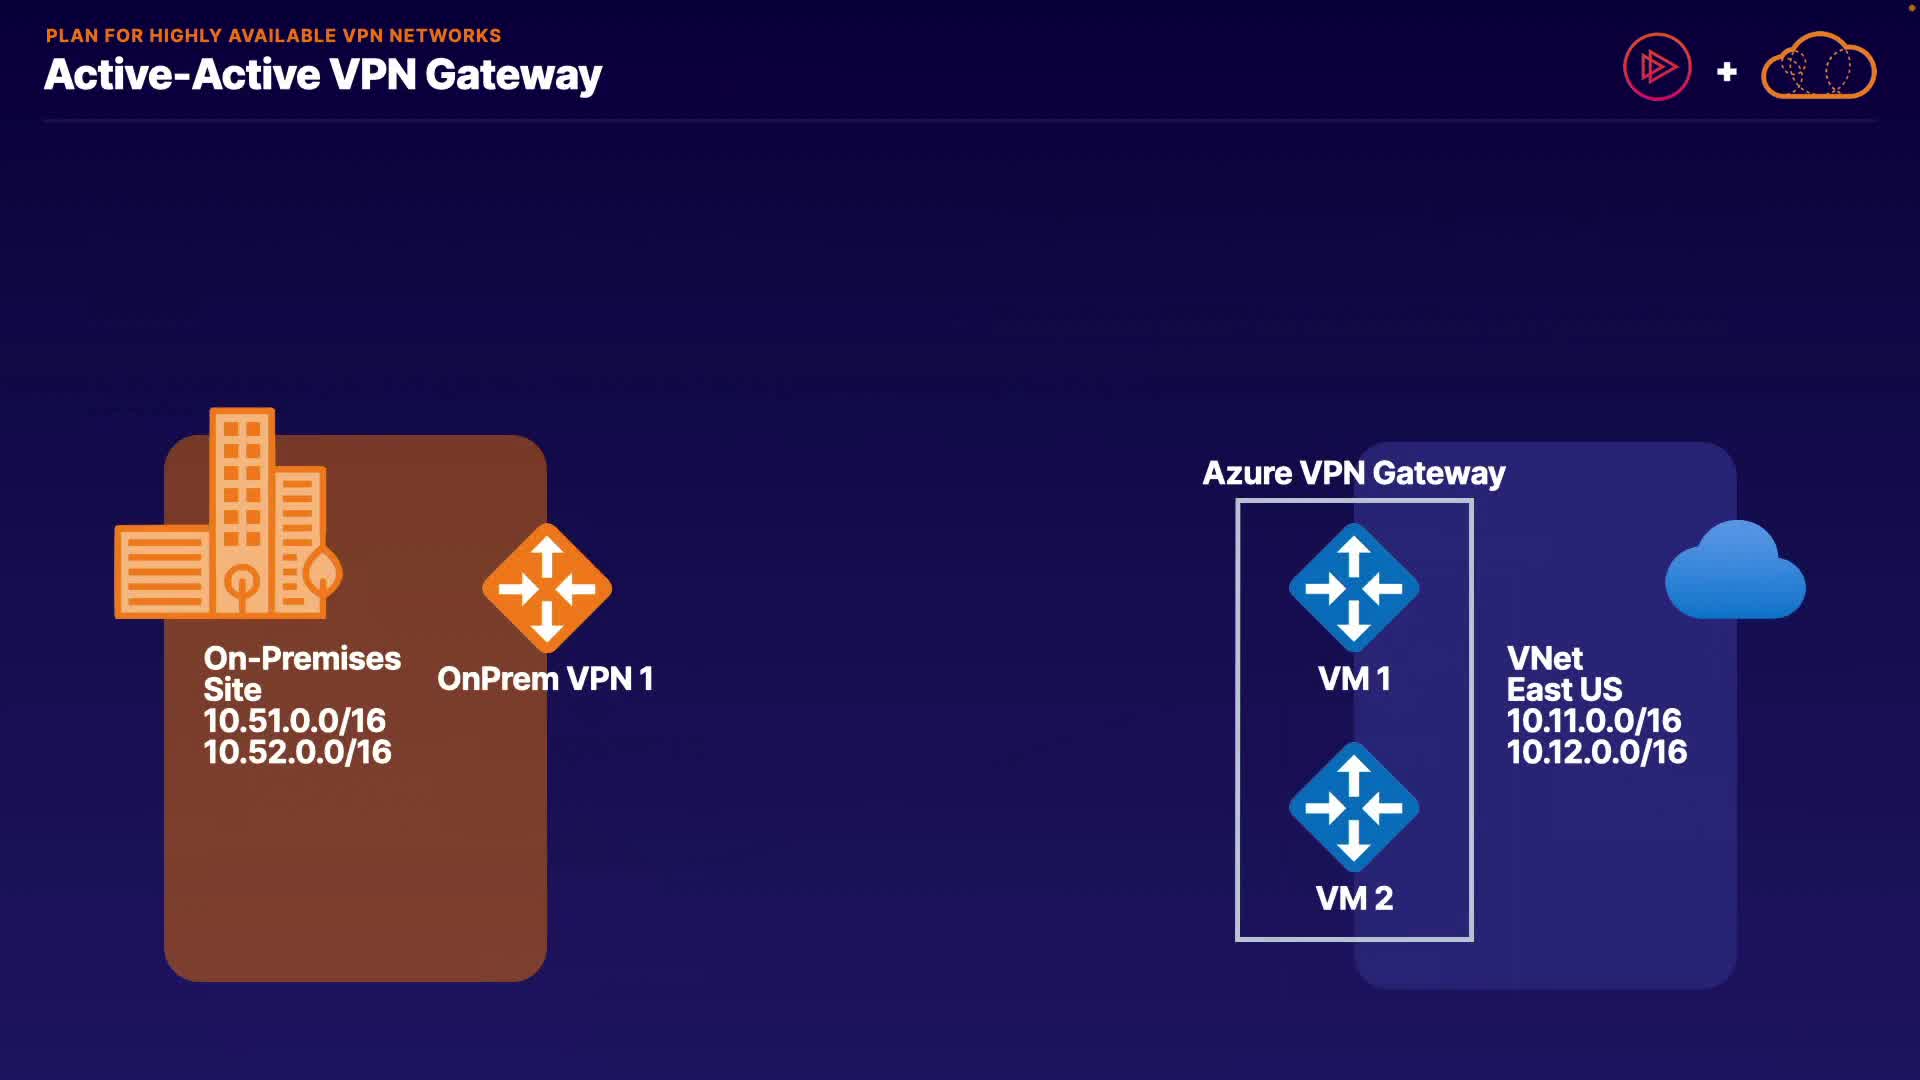 PLAN FOR HIGHLY AVAILABLE VPN NETWORKS
Active-Active VPN Gateway
On-Premises
Site
10.51.0.0/16
10.52.0.0/16
OnPrem VPN 1
Azure VPN Gateway
VM 1
VM 2
VNet
East US
10.11.0.0/16
10.12.0.0/16